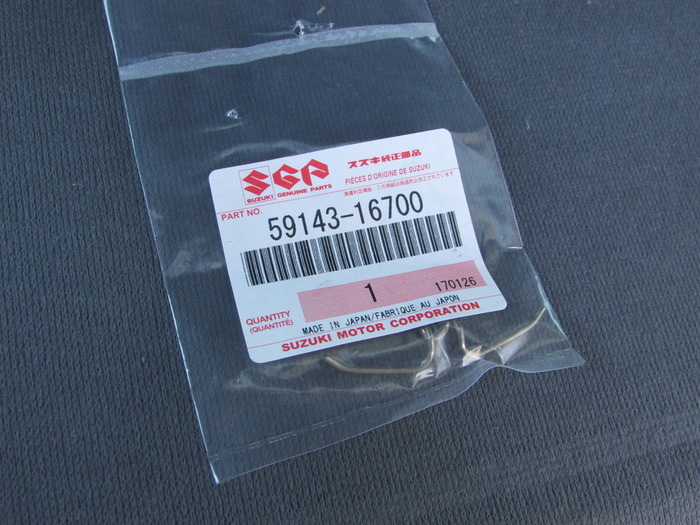 SGP
SUZUKI GENUINE PARTS
スズキ純正部品
PIÈCES D'ORIGINE DE SUZUKI
PART NO.
59143-16700
1
170126
QUANTITY
(QUANTITÉ)
MADE IN JAPAN/FABRIQUE AU JAPON
SUZUKI MOTOR CORPORATION